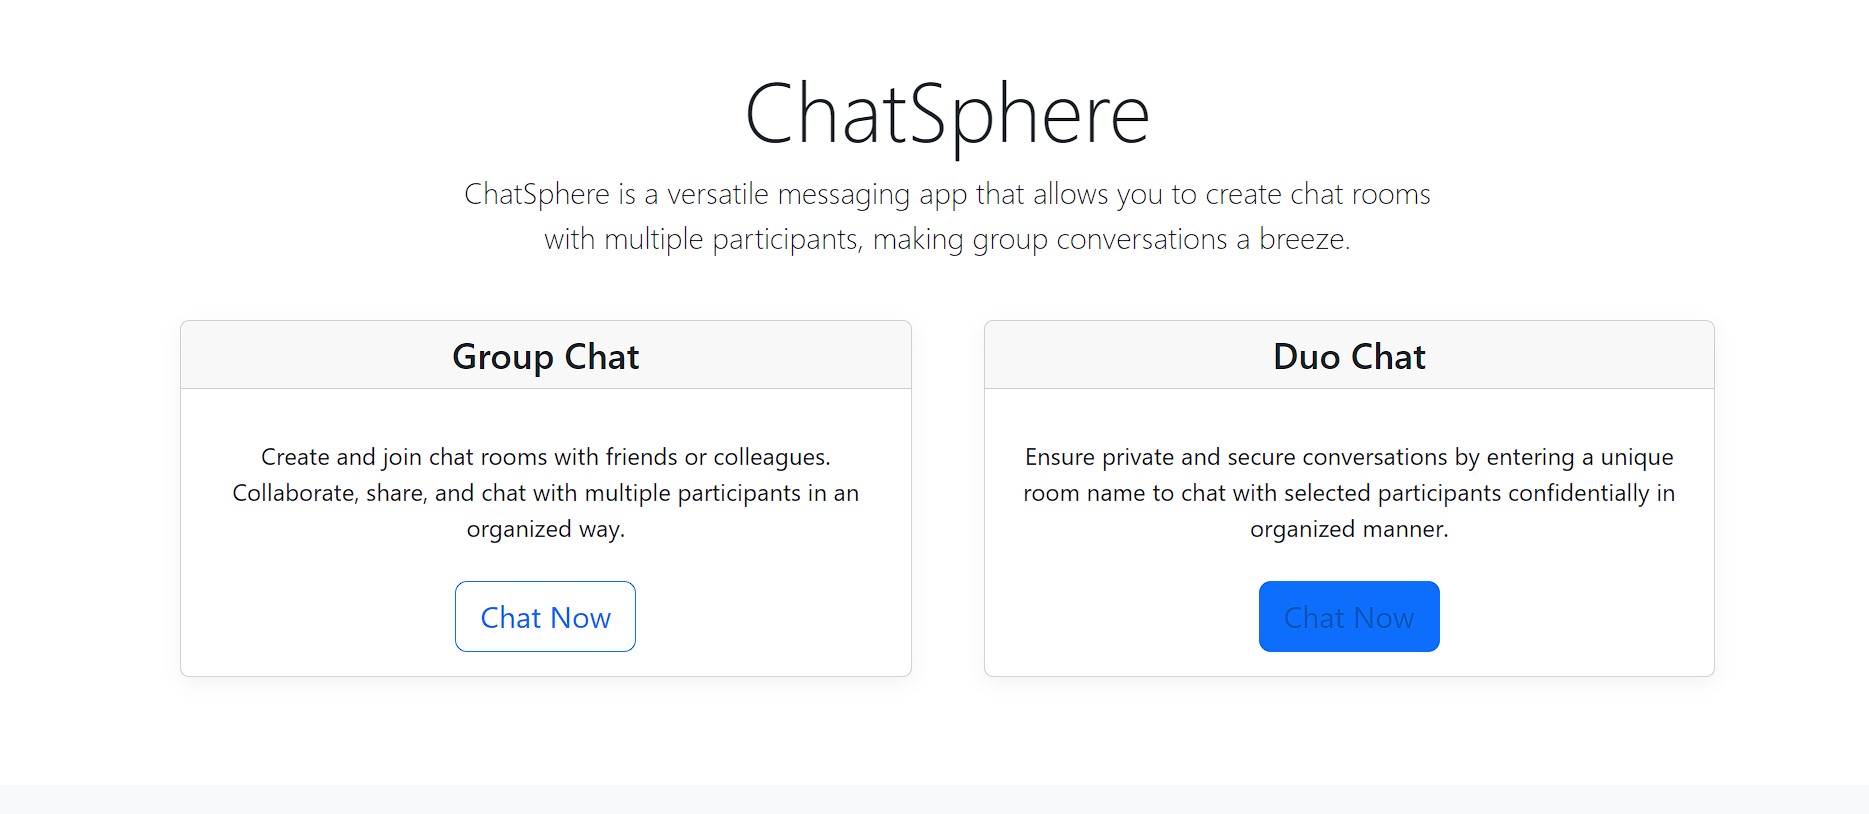 ChatSphere
ChatSphere is a versatile messaging app that allows you to create chat rooms
with multiple participants, making group conversations a breeze.
Group Chat
Create and join chat rooms with friends or colleagues.
Collaborate, share, and chat with multiple participants in an
organized way.
Chat Now
Duo Chat
Ensure private and secure conversations by entering a unique
room name to chat with selected participants confidentially in
organized manner.
Chat Now